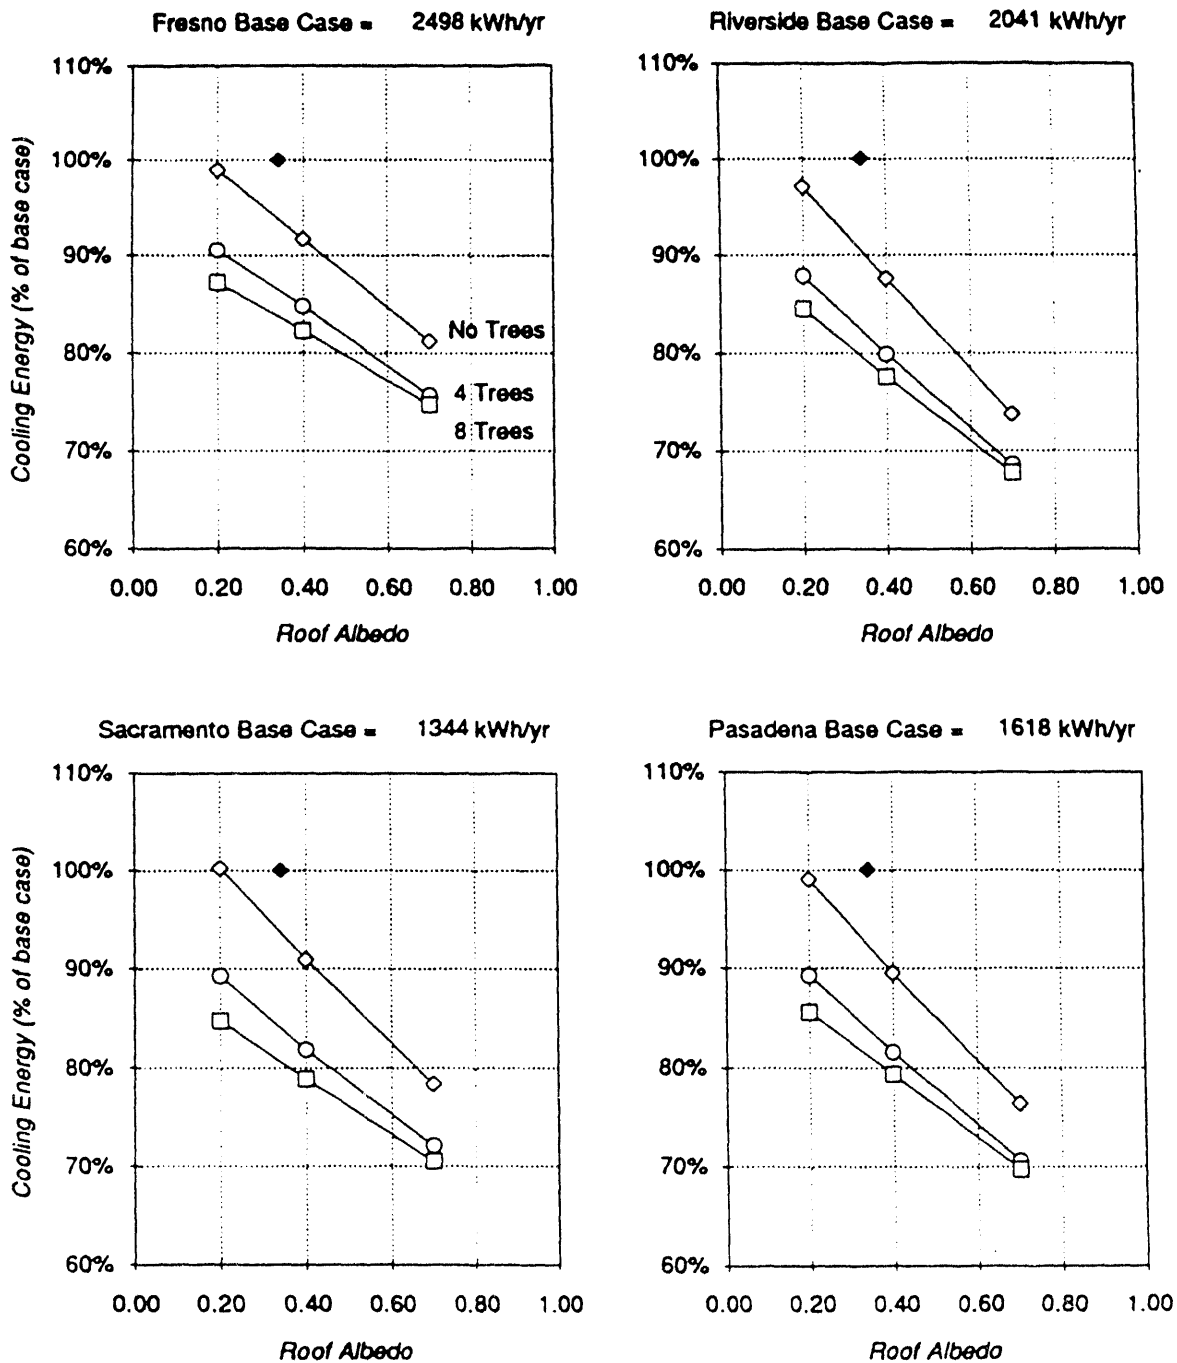 Fresno Base Case = 2498 kWh/yr
110%
100%
90%
80%
70%
60%
Cooling Energy (% of base case)
No Trees
4 Trees
8 Trees
0.00 0.20 0.40 0.60 0.80 1.00
Roof Albedo
Riverside Base Case = 2041 kWh/yr
110%
100%
90%
80%
70%
60%
0.00 0.20 0.40 0.60 0.80 1.00
Roof Albedo
Sacramento Base Case = 1344 kWh/yr
110%
100%
90%
80%
70%
60%
Cooling Energy (% of base case)
0.00 0.20 0.40 0.60 0.80 1.00
Roof Albedo
Pasadena Base Case = 1618 kWh/yr
110%
100%
90%
80%
70%
60%
0.00 0.20 0.40 0.60 0.80 1.00
Roof Albedo